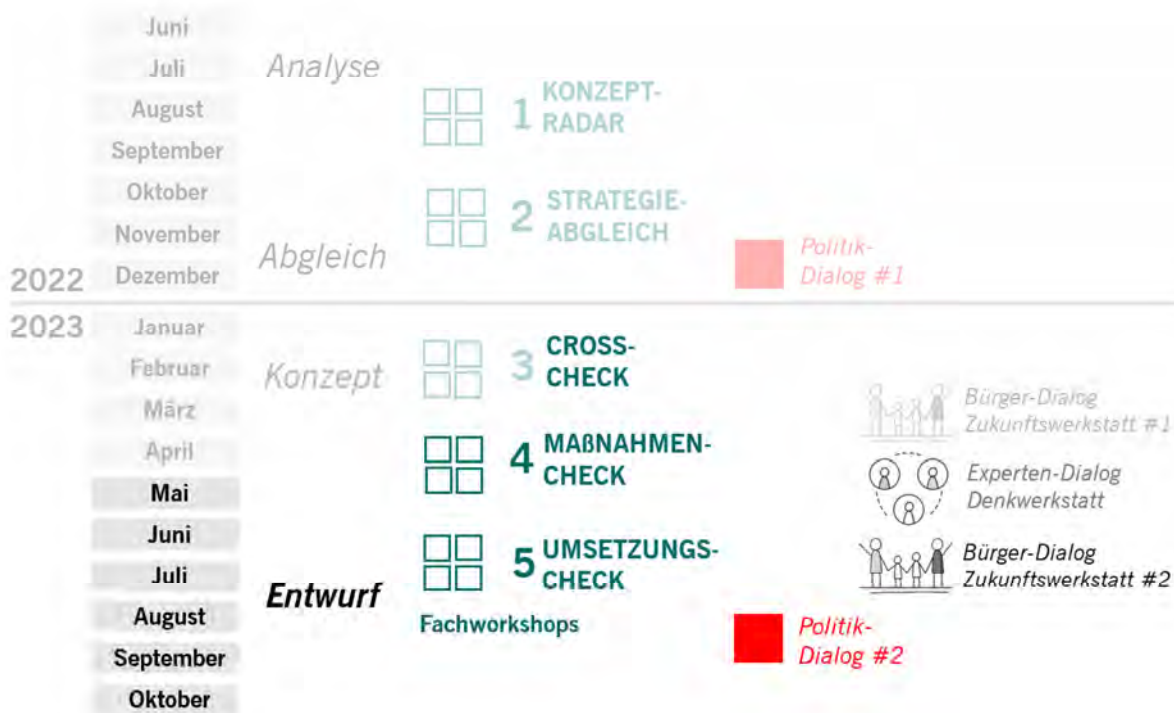 Juni
Juli
August
September
Oktober
November
2022 Dezember
2023 Januar
Februar
März
April
Mai
Juni
Juli
August
September
Oktober
Analyse
Abgleich
Konzept
Entwurf
1 KONZEPT-
RADAR
2 STRATEGIE-
ABGLEICH
3 CROSS-
CHECK
4 MAßNAHMEN-
CHECK
5 UMSETZUNGS-
CHECK
Fachworkshops
Politik-
Dialog #1
Politik-
Dialog #2
Bürger-Dialog
Zukunftswerkstatt #1
Experten-Dialog
Denkwerkstatt
Bürger-Dialog
Zukunftswerkstatt #2